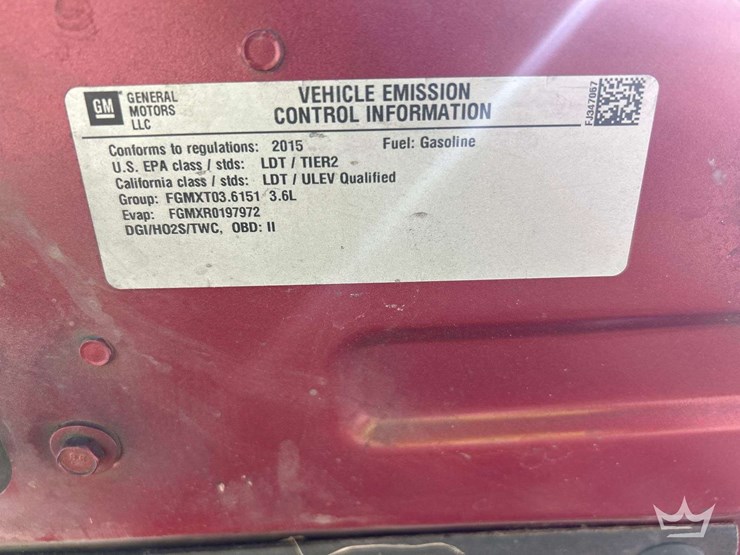 GM
GENERAL
MOTORS
LLC
VEHICLE EMISSION
CONTROL INFORMATION
FJ347067
Conforms to regulations: 2015 Fuel: Gasoline
U.S. EPA class / stds: LDT / TIER2
California class / stds: LDT / ULEV Qualified
Group: FGMXT03.6151 3.6L
Evap: FGMXR0197972
DGI/HO2S/TWC, OBD: II